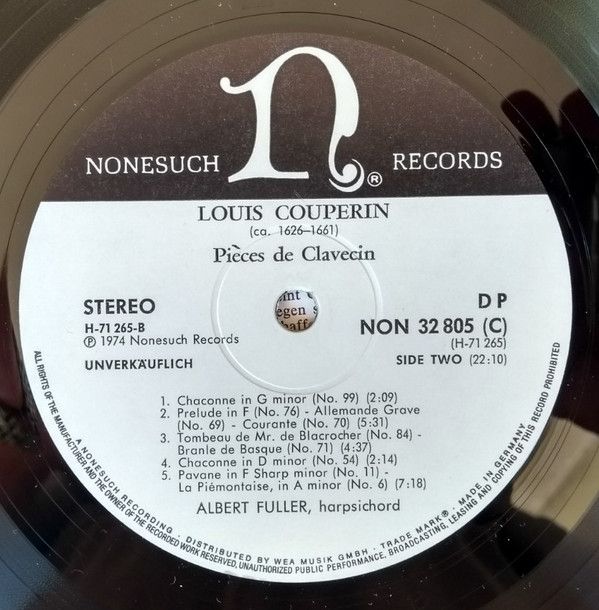 NONESUCH n® RECORDS
LOUIS COUPERIN
(ca. 1626–1661)
Pièces de Clavecin
STEREO
H-71 265-B
Ⓟ 1974 Nonesuch Records
UNVERKÄUFLICH
D P
NON 32 805 (C)
(H-71 265)
SIDE TWO (22:10)
egen s
haff
1. Chaconne in G minor (No. 99) (2:09)
2. Prelude in F (No. 76) - Allemande Grave
(No. 69) - Courante (No. 70) (5:31)
3. Tombeau de Mr. de Blacrocher (No. 84) -
Branle de Basque (No. 71) (4:37)
4. Chaconne in D minor (No. 54) (2:14)
5. Pavane in F Sharp minor (No. 11) -
La Piémontaise, in A minor (No. 6) (7:18)
ALBERT FULLER, harpsichord
ALL RIGHTS OF THE MANUFACTURER AND THE OWNER OF THE RECORDED WORK RESERVED, UNAUTHORIZED PUBLIC PERFORMANCE, BROADCASTING, LEASING AND COPYING OF THIS RECORD PROHIBITED
A NONESUCH RECORDING · DISTRIBUTED BY WEA MUSIK GMBH · TRADE MARK® · MADE IN GERMANY